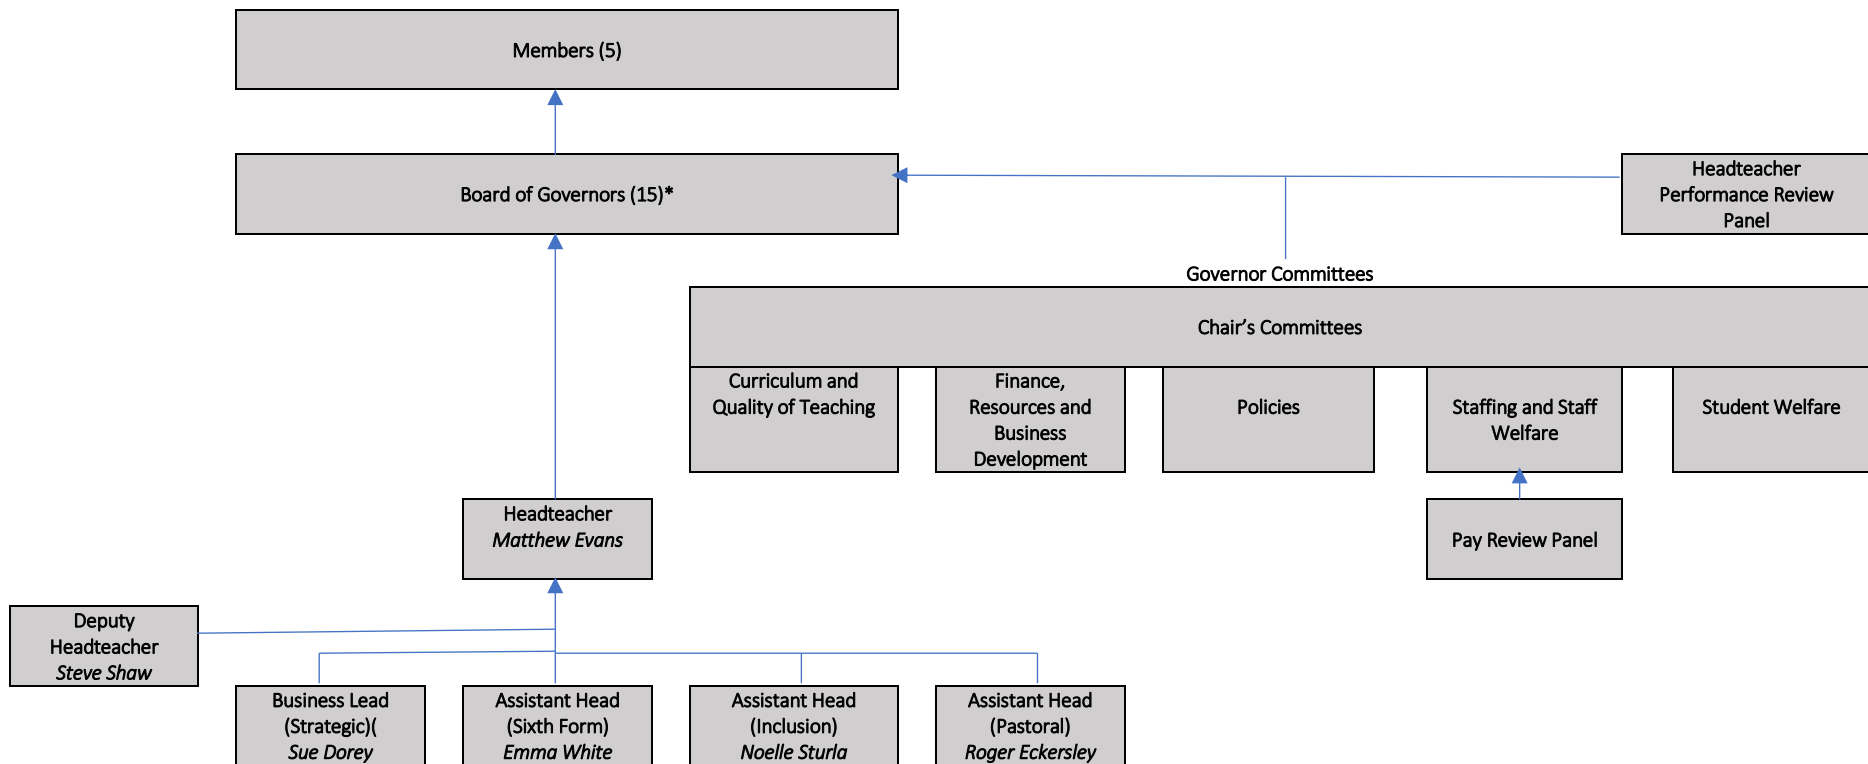 Members (5)
Board of Governors (15)*
Headteacher
Performance Review
Panel
Governor Committees
Chair’s Committees
Curriculum and
Quality of Teaching
Finance,
Resources and
Business
Development
Policies
Staffing and Staff
Welfare
Student Welfare
Headteacher
Matthew Evans
Pay Review Panel
Deputy
Headteacher
Steve Shaw
Business Lead
(Strategic)(
Sue Dorey
Assistant Head
(Sixth Form)
Emma White
Assistant Head
(Inclusion)
Noelle Sturla
Assistant Head
(Pastoral)
Roger Eckersley